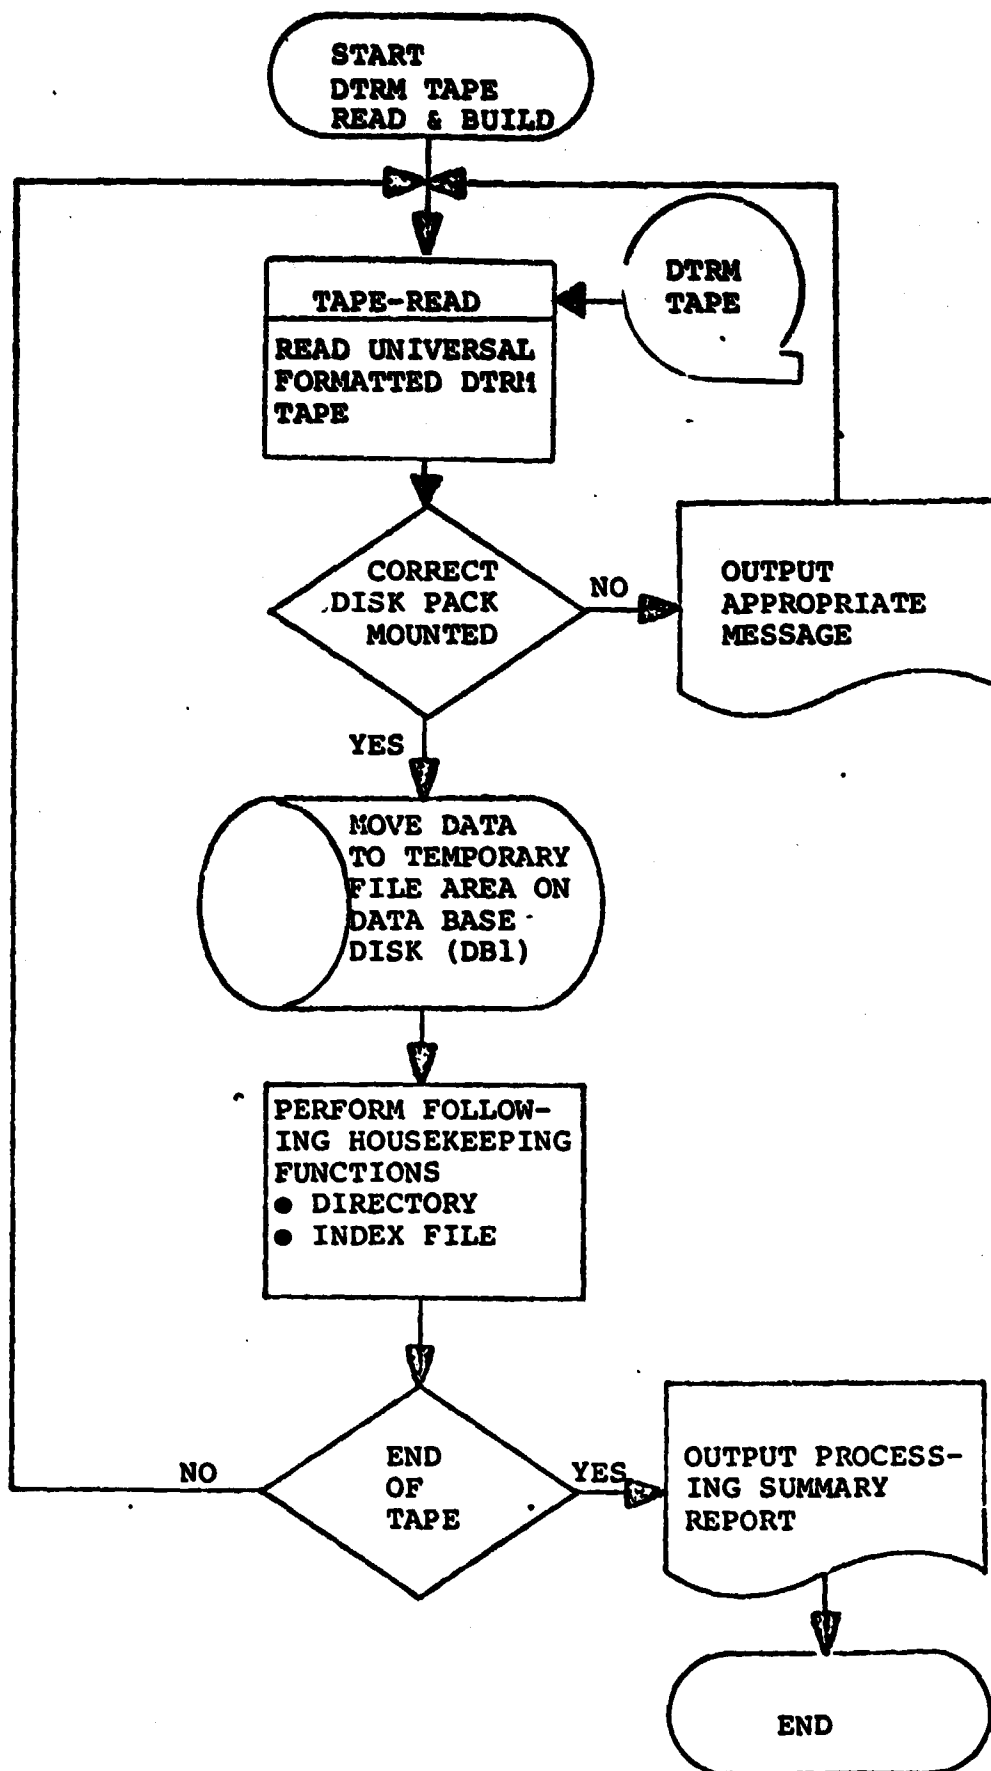 START
DTRM TAPE
READ & BUILD
TAPE-READ
DTRM
TAPE
READ UNIVERSAL
FORMATTED DTRM
TAPE
CORRECT
DISK PACK
MOUNTED
NO
OUTPUT
APPROPRIATE
MESSAGE
YES
MOVE DATA
TO TEMPORARY
FILE AREA ON
DATA BASE
DISK (DB1)
PERFORM FOLLOW-
ING HOUSEKEEPING
FUNCTIONS
● DIRECTORY
● INDEX FILE
END
OF
TAPE
NO
YES
OUTPUT PROCESS-
ING SUMMARY
REPORT
END